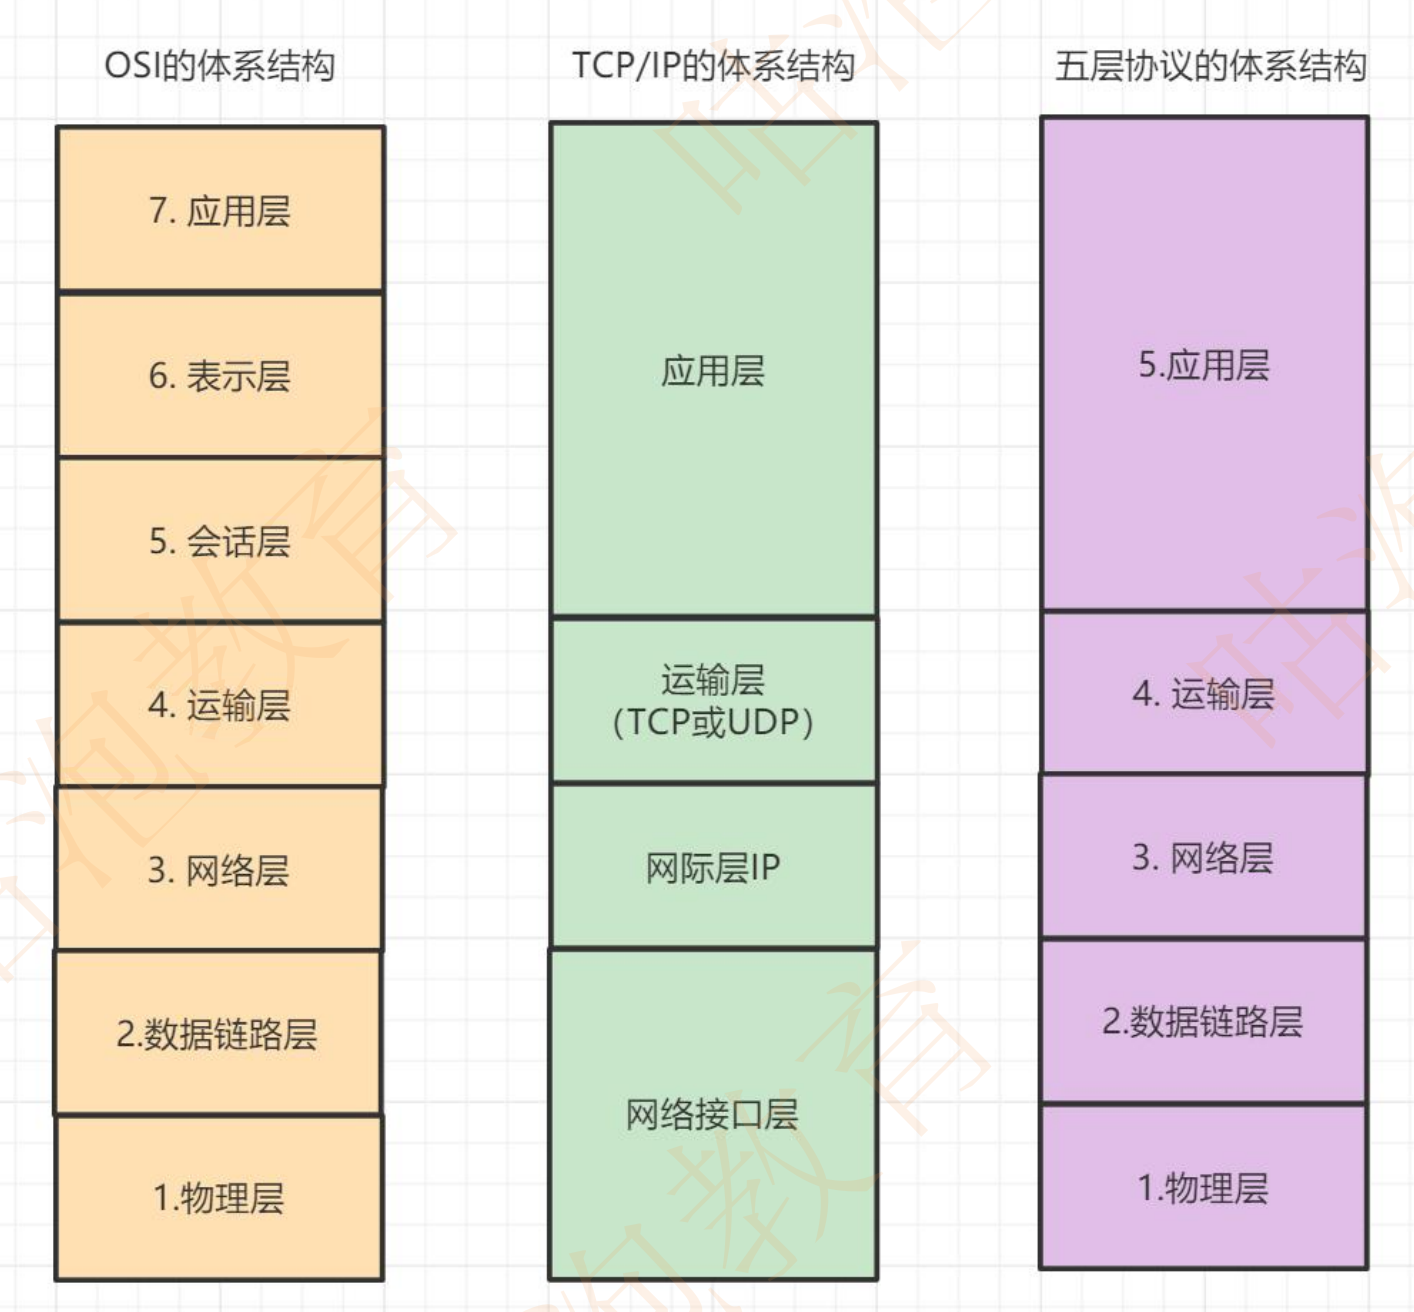 OSI的体系结构
7. 应用层
6. 表示层
5. 会话层
4. 运输层
3. 网络层
2.数据链路层
1.物理层
TCP/IP的体系结构
应用层
运输层
（TCP或UDP）
网际层IP
网络接口层
五层协议的体系结构
5.应用层
4. 运输层
3. 网络层
2.数据链路层
1.物理层
咕泡教育